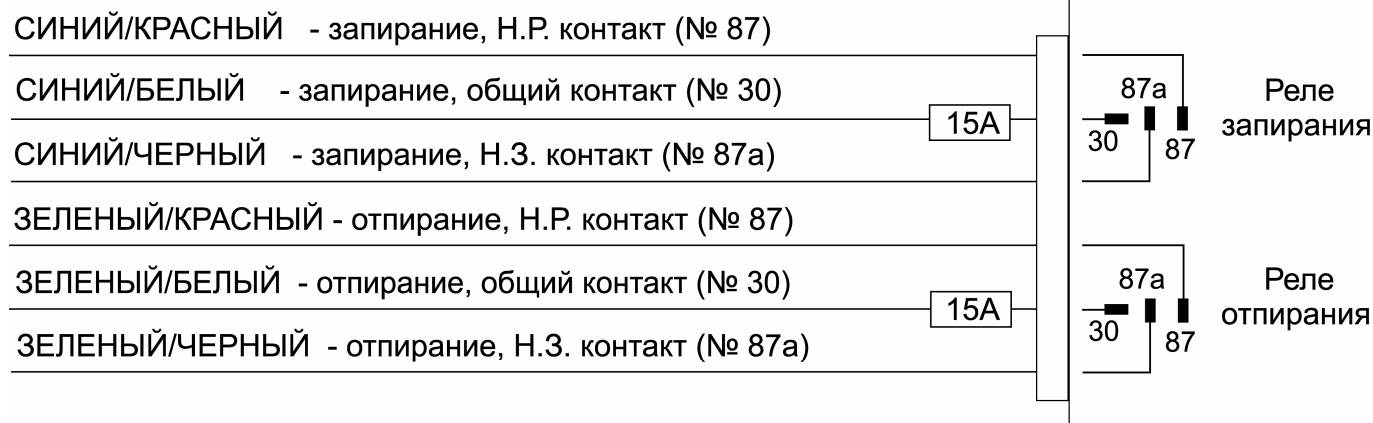 СИНИЙ/КРАСНЫЙ - запирание, Н.Р. контакт (№ 87)
СИНИЙ/БЕЛЫЙ - запирание, общий контакт (№ 30)
15А
СИНИЙ/ЧЕРНЫЙ - запирание, Н.З. контакт (№ 87а)
87а
30
87
Реле
запирания
ЗЕЛЕНЫЙ/КРАСНЫЙ - отпирание, Н.Р. контакт (№ 87)
ЗЕЛЕНЫЙ/БЕЛЫЙ - отпирание, общий контакт (№ 30)
15А
ЗЕЛЕНЫЙ/ЧЕРНЫЙ - отпирание, Н.З. контакт (№ 87а)
87а
30
87
Реле
отпирания